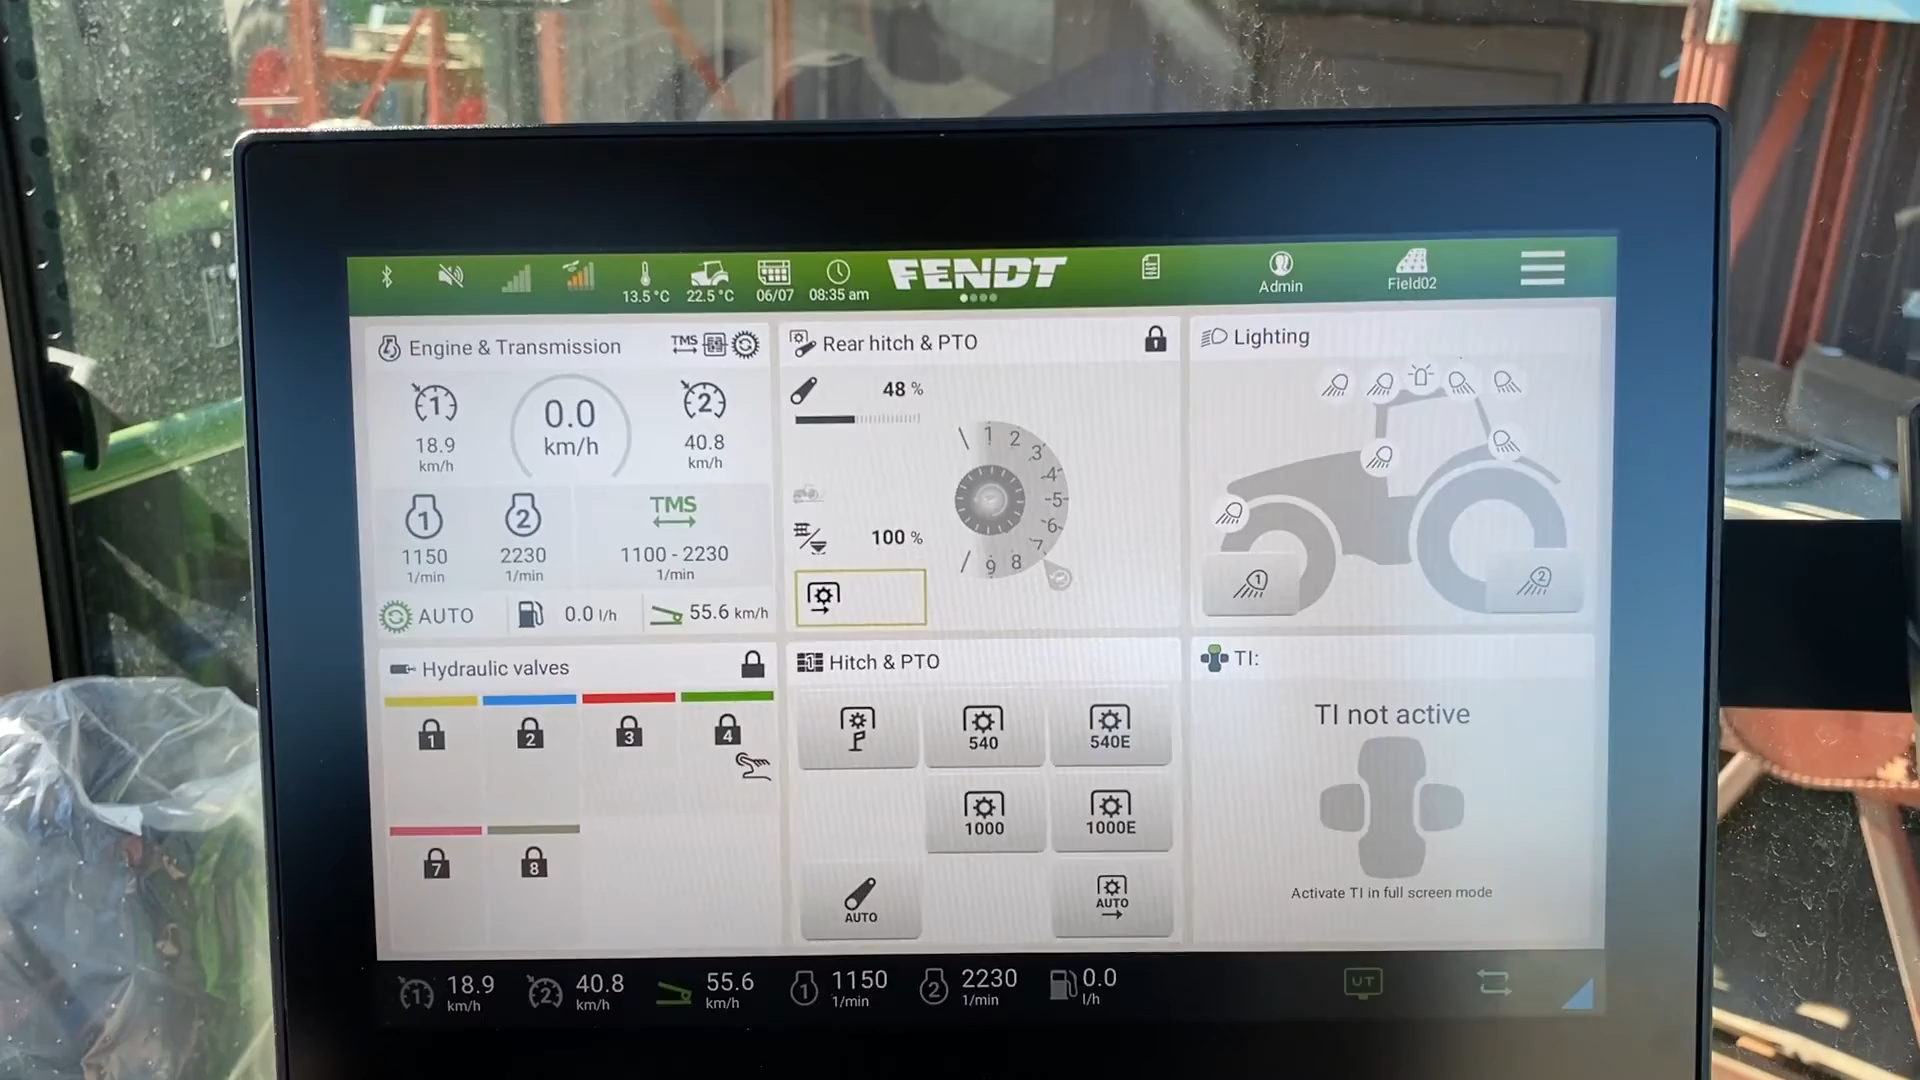 13.5 °C
22.5 °C
06/07
08:35 am
FENDT
Admin
Field02
Engine & Transmission
TMS
1
18.9
km/h
0.0
km/h
2
40.8
km/h
1
1150
1/min
2
2230
1/min
TMS
1100 - 2230
1/min
AUTO
0.0 l/h
55.6 km/h
Rear hitch & PTO
48 %
100 %
1
2
3
4
5
6
7
8
9
Lighting
1
2
Hydraulic valves
1
2
3
4
7
8
1
Hitch & PTO
540
540E
1000
1000E
AUTO
AUTO
TI:
TI not active
Activate TI in full screen mode
1
18.9
km/h
2
40.8
km/h
55.6
km/h
1
1150
1/min
2
2230
1/min
0.0
l/h
UT